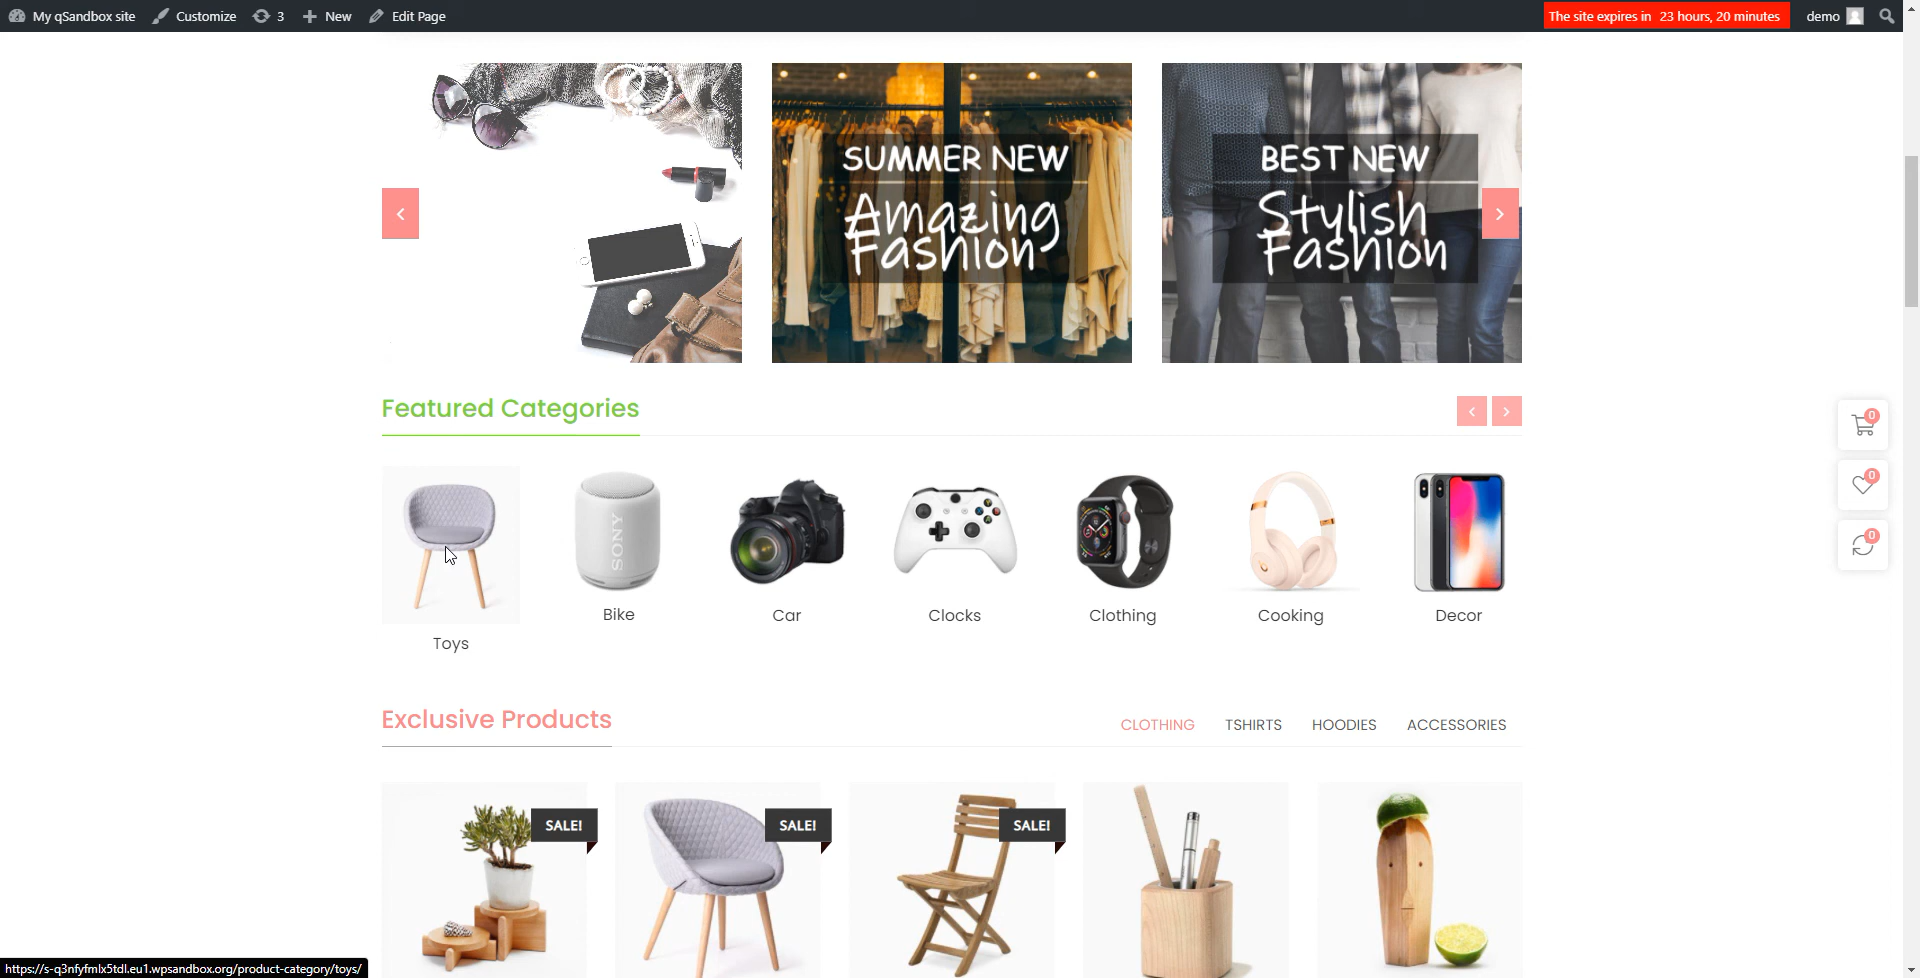 My qSandbox site Customize 3 New Edit Page The site expires in 23 hours, 20 minutes demo
SUMMER NEW
Amazing
Fashion
BEST NEW
Stylish
Fashion
Featured Categories
0
0
0
SONY
Toys
Bike
Car
Clocks
Clothing
Cooking
Decor
Exclusive Products
CLOTHING TSHIRTS HOODIES ACCESSORIES
SALE!
SALE!
SALE!
https://s-q3nfyfmlx5tdl.eu1.wpsandbox.org/product-category/toys/